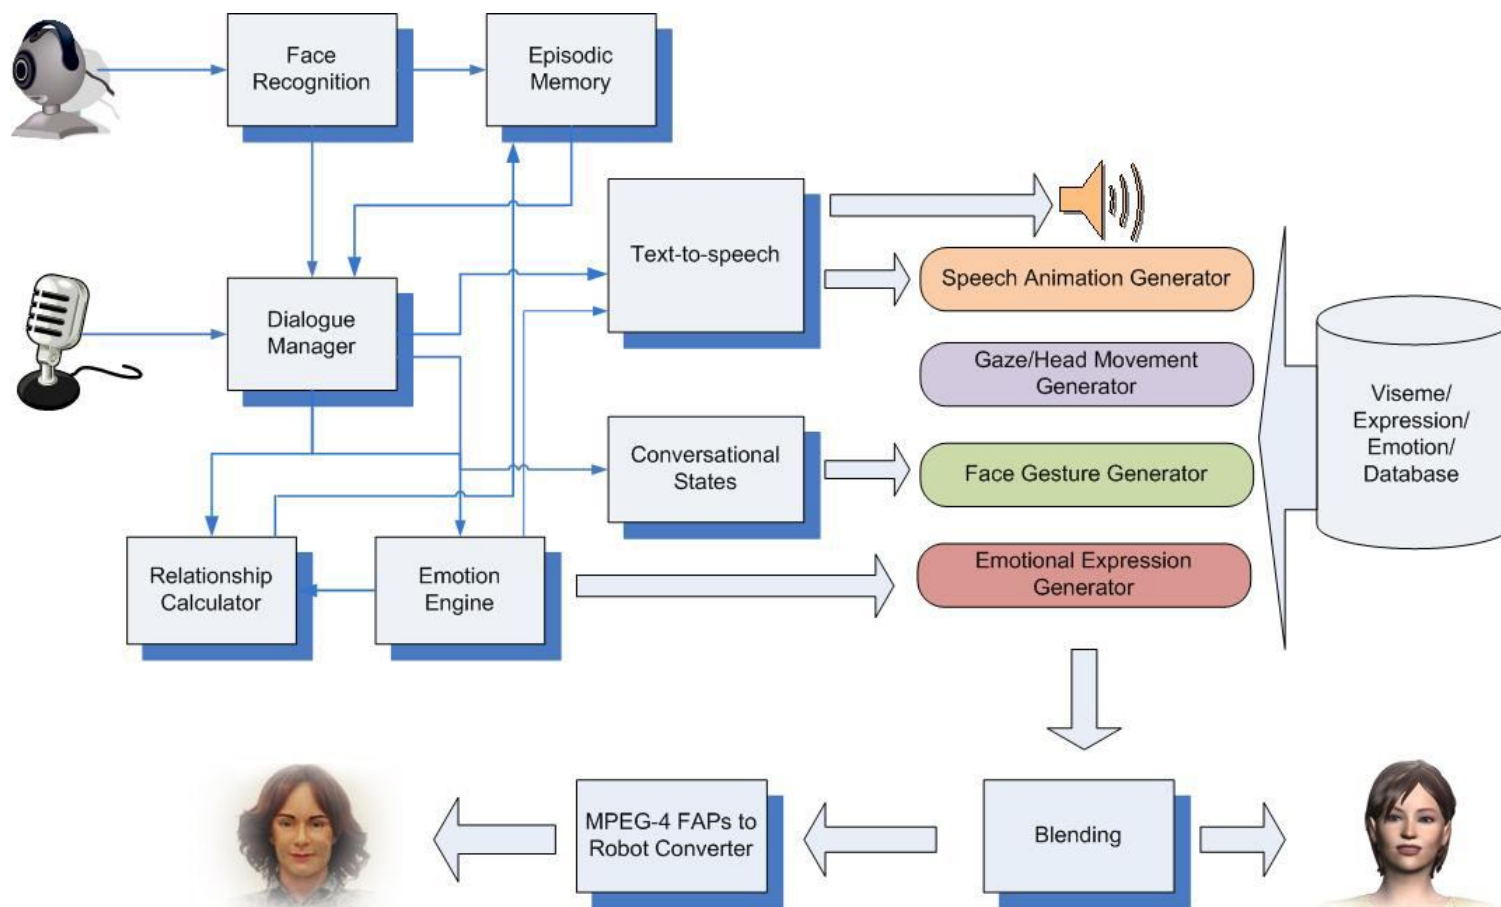 Face
Recognition
Episodic
Memory
Text-to-speech
Speech Animation Generator
Dialogue
Manager
Gaze/Head Movement
Generator
Viseme/
Expression/
Emotion/
Database
Conversational
States
Face Gesture Generator
Relationship
Calculator
Emotion
Engine
Emotional Expression
Generator
MPEG-4 FAPs to
Robot Converter
Blending